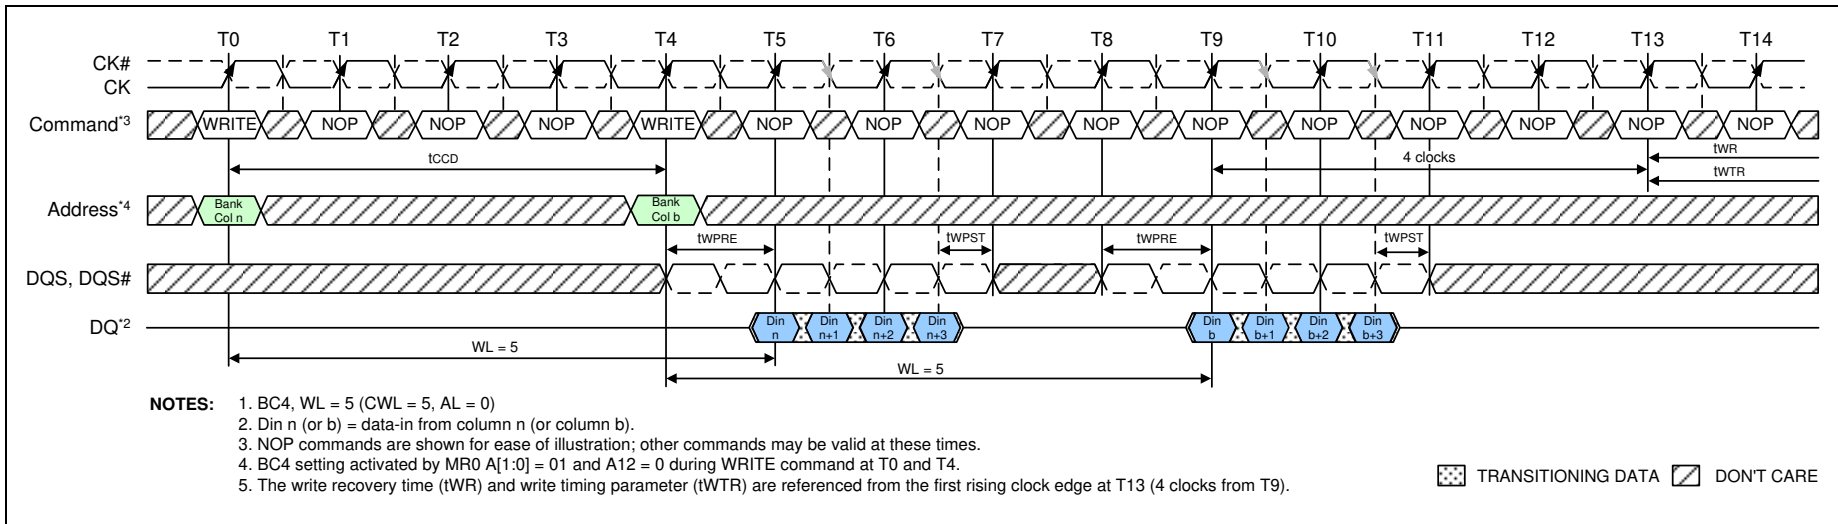 T0 T1 T2 T3 T4 T5 T6 T7 T8 T9 T10 T11 T12 T13 T14
CK#
CK
Command*3 WRITE NOP NOP NOP WRITE NOP NOP NOP NOP NOP NOP NOP NOP NOP NOP
tCCD 4 clocks tWR
tWTR
Address*4 Bank Col n Bank Col b
tWPRE tWPST tWPRE tWPST
DQS, DQS#
DQ*2 Din n Din n+1 Din n+2 Din n+3 Din b Din b+1 Din b+2 Din b+3
WL = 5
WL = 5
NOTES: 1. BC4, WL = 5 (CWL = 5, AL = 0)
2. Din n (or b) = data-in from column n (or column b).
3. NOP commands are shown for ease of illustration; other commands may be valid at these times.
4. BC4 setting activated by MR0 A[1:0] = 01 and A12 = 0 during WRITE command at T0 and T4.
5. The write recovery time (tWR) and write timing parameter (tWTR) are referenced from the first rising clock edge at T13 (4 clocks from T9).
TRANSITIONING DATA DON'T CARE